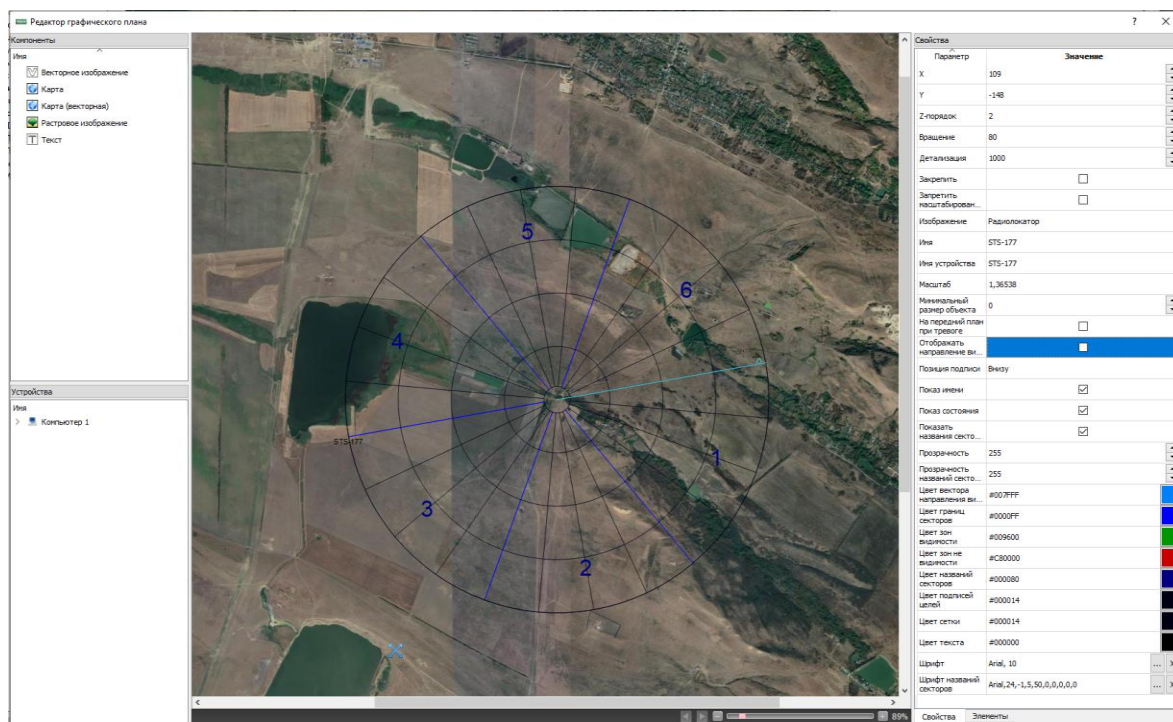 Редактор графического плана
?
Компоненты
Имя
Векторное изображение
Карта
Карта (векторная)
Растровое изображение
Текст
Устройства
Имя
Компьютер 1
5
6
4
STS-177
1
3
2
89%
Свойства
Параметр Значение
X 109
Y -148
Z-порядок 2
Вращение 80
Детализация 1000
Закрепить
Запретить
масштабирован...
Изображение Радиолокатор
Имя STS-177
Имя устройства STS-177
Масштаб 1,36538
Минимальный
размер объекта 0
На передний план
при тревоге
Отображать
направление ви...
Позиция подписи Внизу
Показ имени
Показ состояния
Показать
названия секто...
Прозрачность 255
Прозрачность
названий секто... 255
Цвет вектора
направления ви... #007FFF
Цвет границ
секторов #0000FF
Цвет зон
видимости #009600
Цвет зон не
видимости #C80000
Цвет названий
секторов #000080
Цвет подписей
целей #000014
Цвет сетки #000014
Цвет текста #000000
Шрифт Arial, 10 ...
Шрифт названий
секторов Arial,24,-1,5,50,0,0,0,0,0 ...
Свойства Элементы